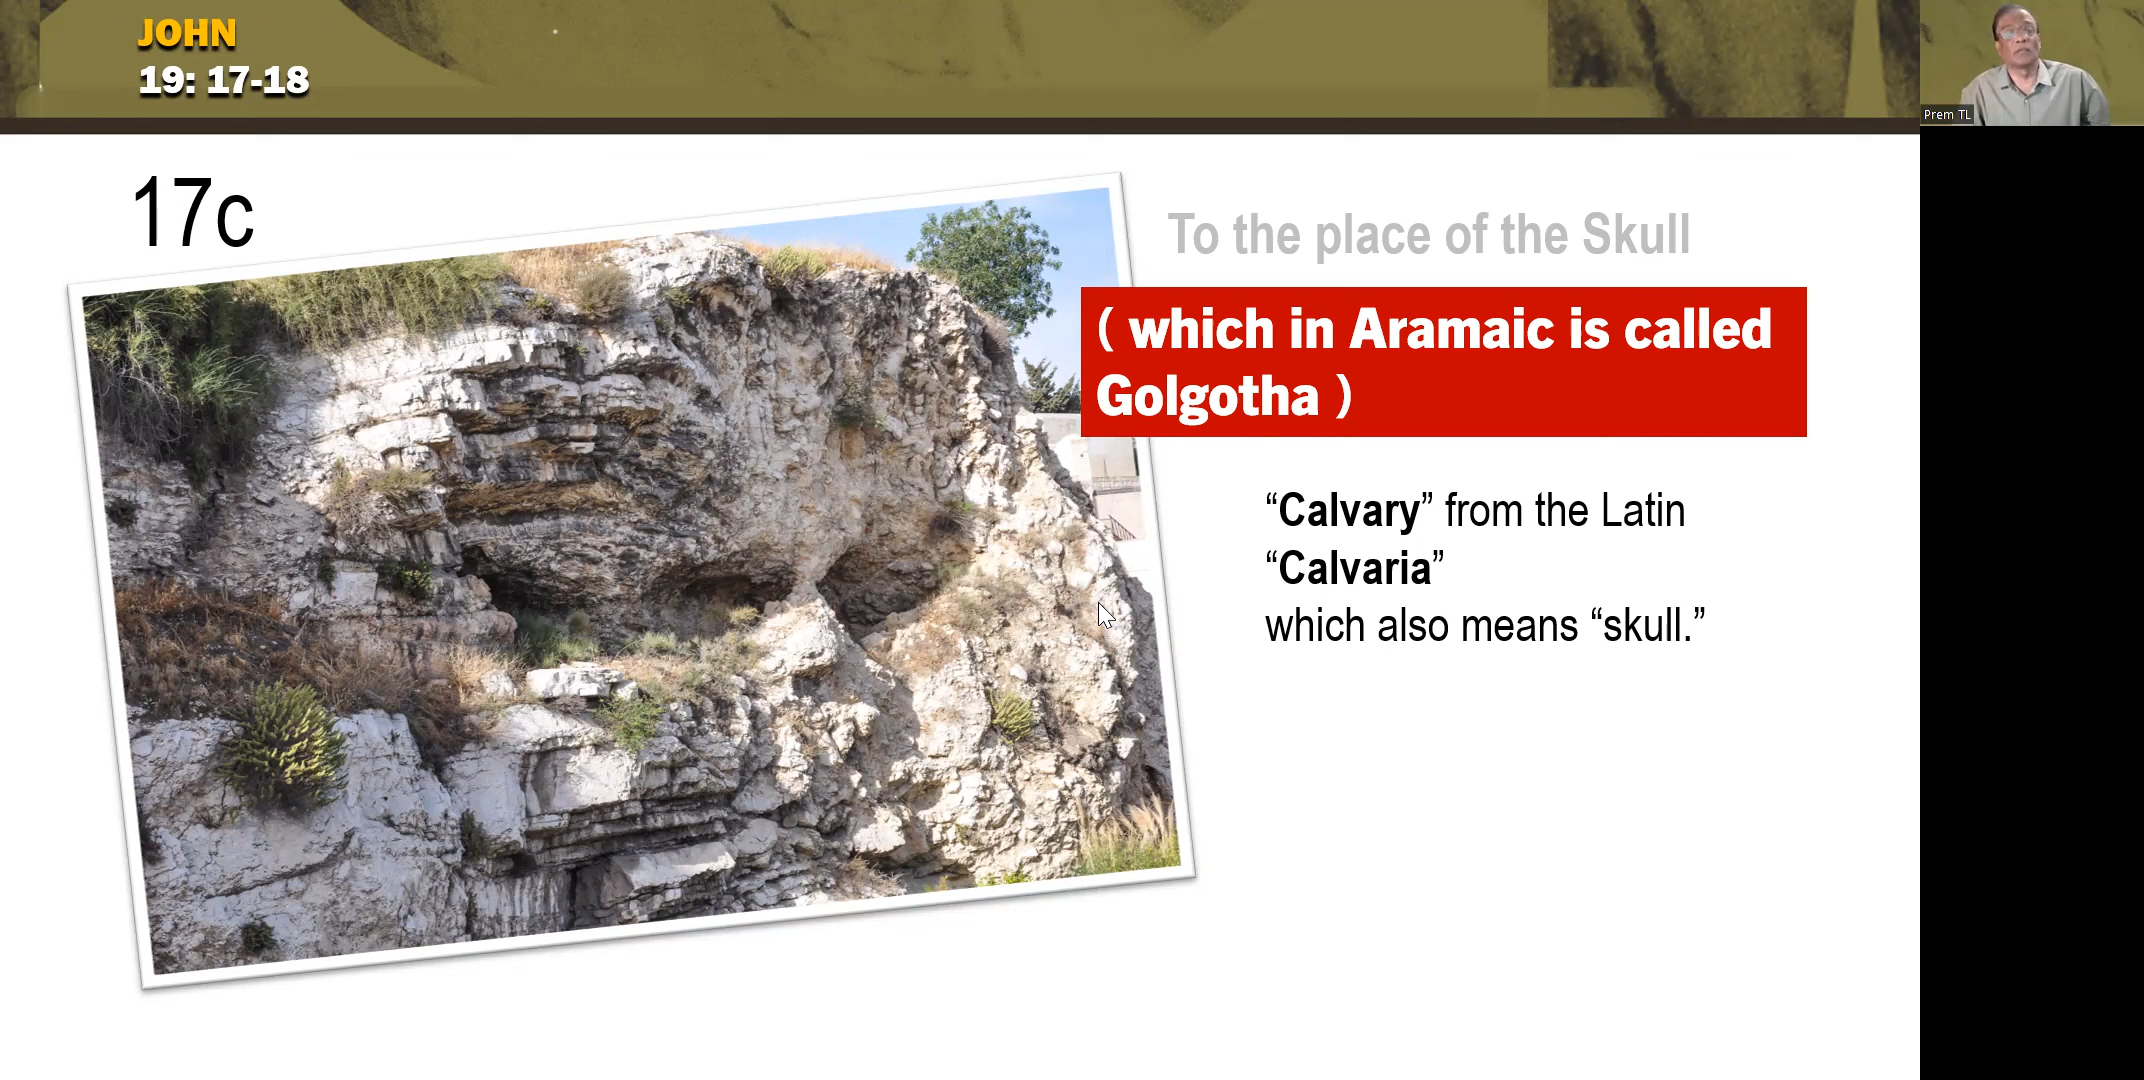 JOHN
19: 17-18
Prem TL
17c
To the place of the Skull
( which in Aramaic is called
Golgotha )
“Calvary” from the Latin
“Calvaria”
which also means “skull.”